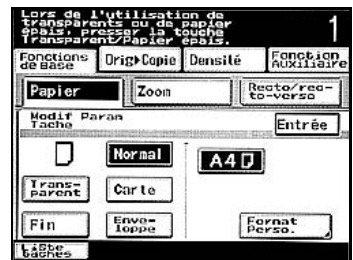 Lors de l'utilisation de
transparents ou de papier
épais, presser la touche
Transparent/Papier épais.
1
Fonctions
de Base
Orig▸Copie
Densité
Fonction
Auxiliaire
Papier
Zoom
Recto/rec-
to-verso
Modif Param
Tache
Entrée
Normal
A4
Trans-
parent
Carte
Fin
Enve-
loppe
Format
Perso.
Liste
tâches